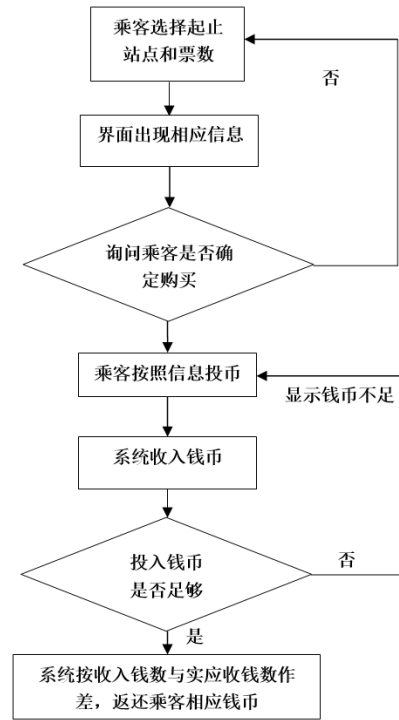 乘客选择起止
站点和票数
否
界面出现相应信息
询问乘客是否确
定购买
乘客按照信息投币
显示钱币不足
系统收入钱币
投入钱币
是否足够
否
是
系统按收入钱数与实应收钱数作
差，返还乘客相应钱币